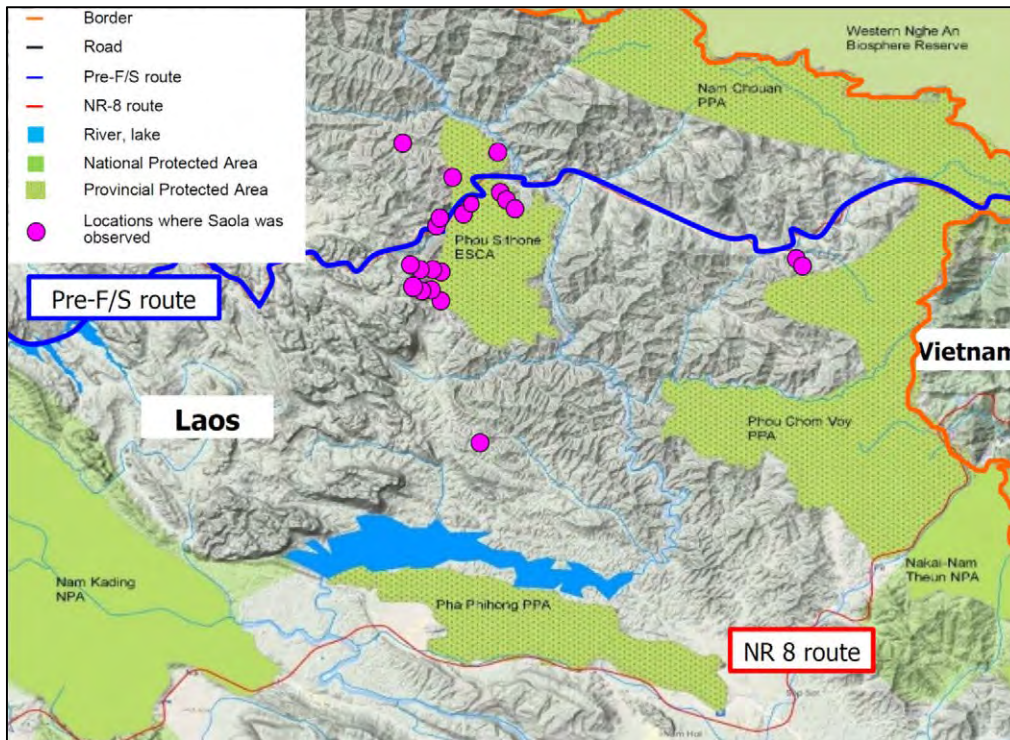 Border
Road
Pre-F/S route
NR-8 route
River, lake
National Protected Area
Provincial Protected Area
Locations where Saola was
observed
Western Nghe An
Biosphere Reserve
Nam Chouan
PPA
Phou Sithone
ESCA
Pre-F/S route
Vietnam
Laos
Phou Chom Voy
PPA
Nam Kading
NPA
Nakai-Nam
Theun NPA
Pha Phihong PPA
NR 8 route